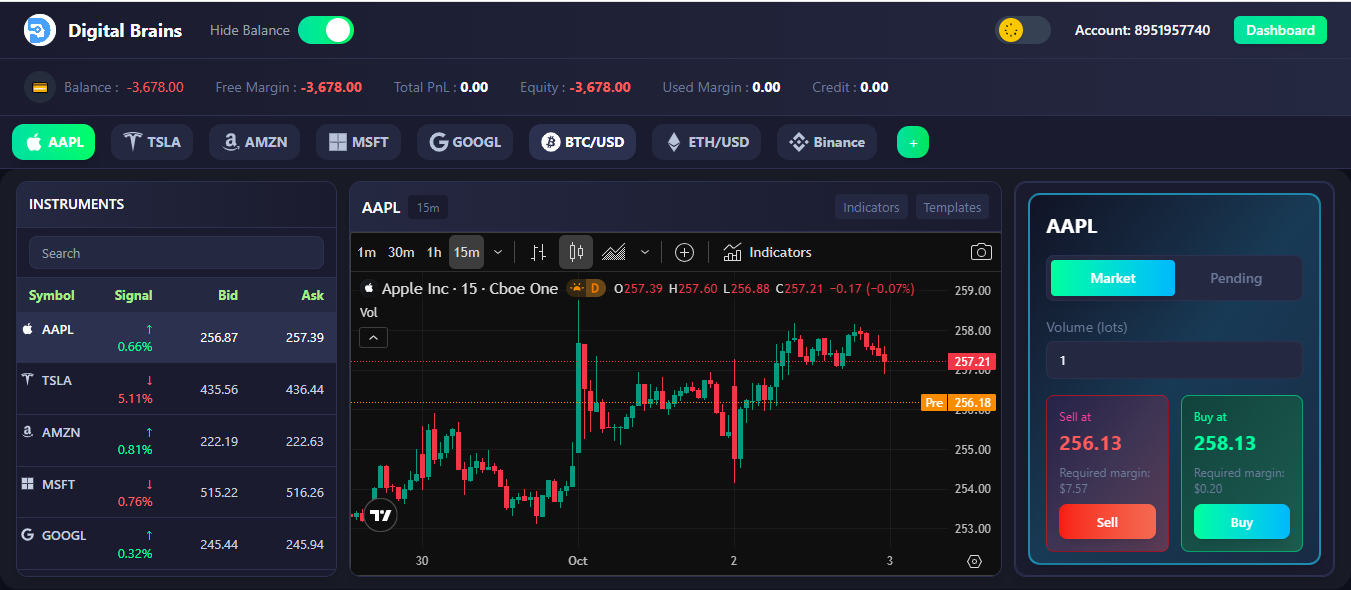 Digital Brains Hide Balance Account: 8951957740 Dashboard
Balance : -3,678.00 Free Margin : -3,678.00 Total PnL : 0.00 Equity : -3,678.00 Used Margin : 0.00 Credit : 0.00
AAPL TSLA AMZN MSFT GOOGL BTC/USD ETH/USD Binance +
INSTRUMENTS
Search
Symbol Signal Bid Ask
AAPL ↑ 0.66% 256.87 257.39
TSLA ↓ 5.11% 435.56 436.44
AMZN ↑ 0.81% 222.19 222.63
MSFT ↓ 0.76% 515.22 516.26
GOOGL ↑ 0.32% 245.44 245.94
AAPL 15m Indicators Templates
1m 30m 1h 15m Indicators
Apple Inc · 15 · Cboe One D O257.39 H257.60 L256.88 C257.21 −0.17 (−0.07%)
Vol
259.00
258.00
257.21
257.00
Pre 256.18
256.00
255.00
254.00
253.00
30 Oct 2 3
AAPL
Market Pending
Volume (lots)
1
Sell at
256.13
Required margin:
$7.57
Sell
Buy at
258.13
Required margin:
$0.20
Buy